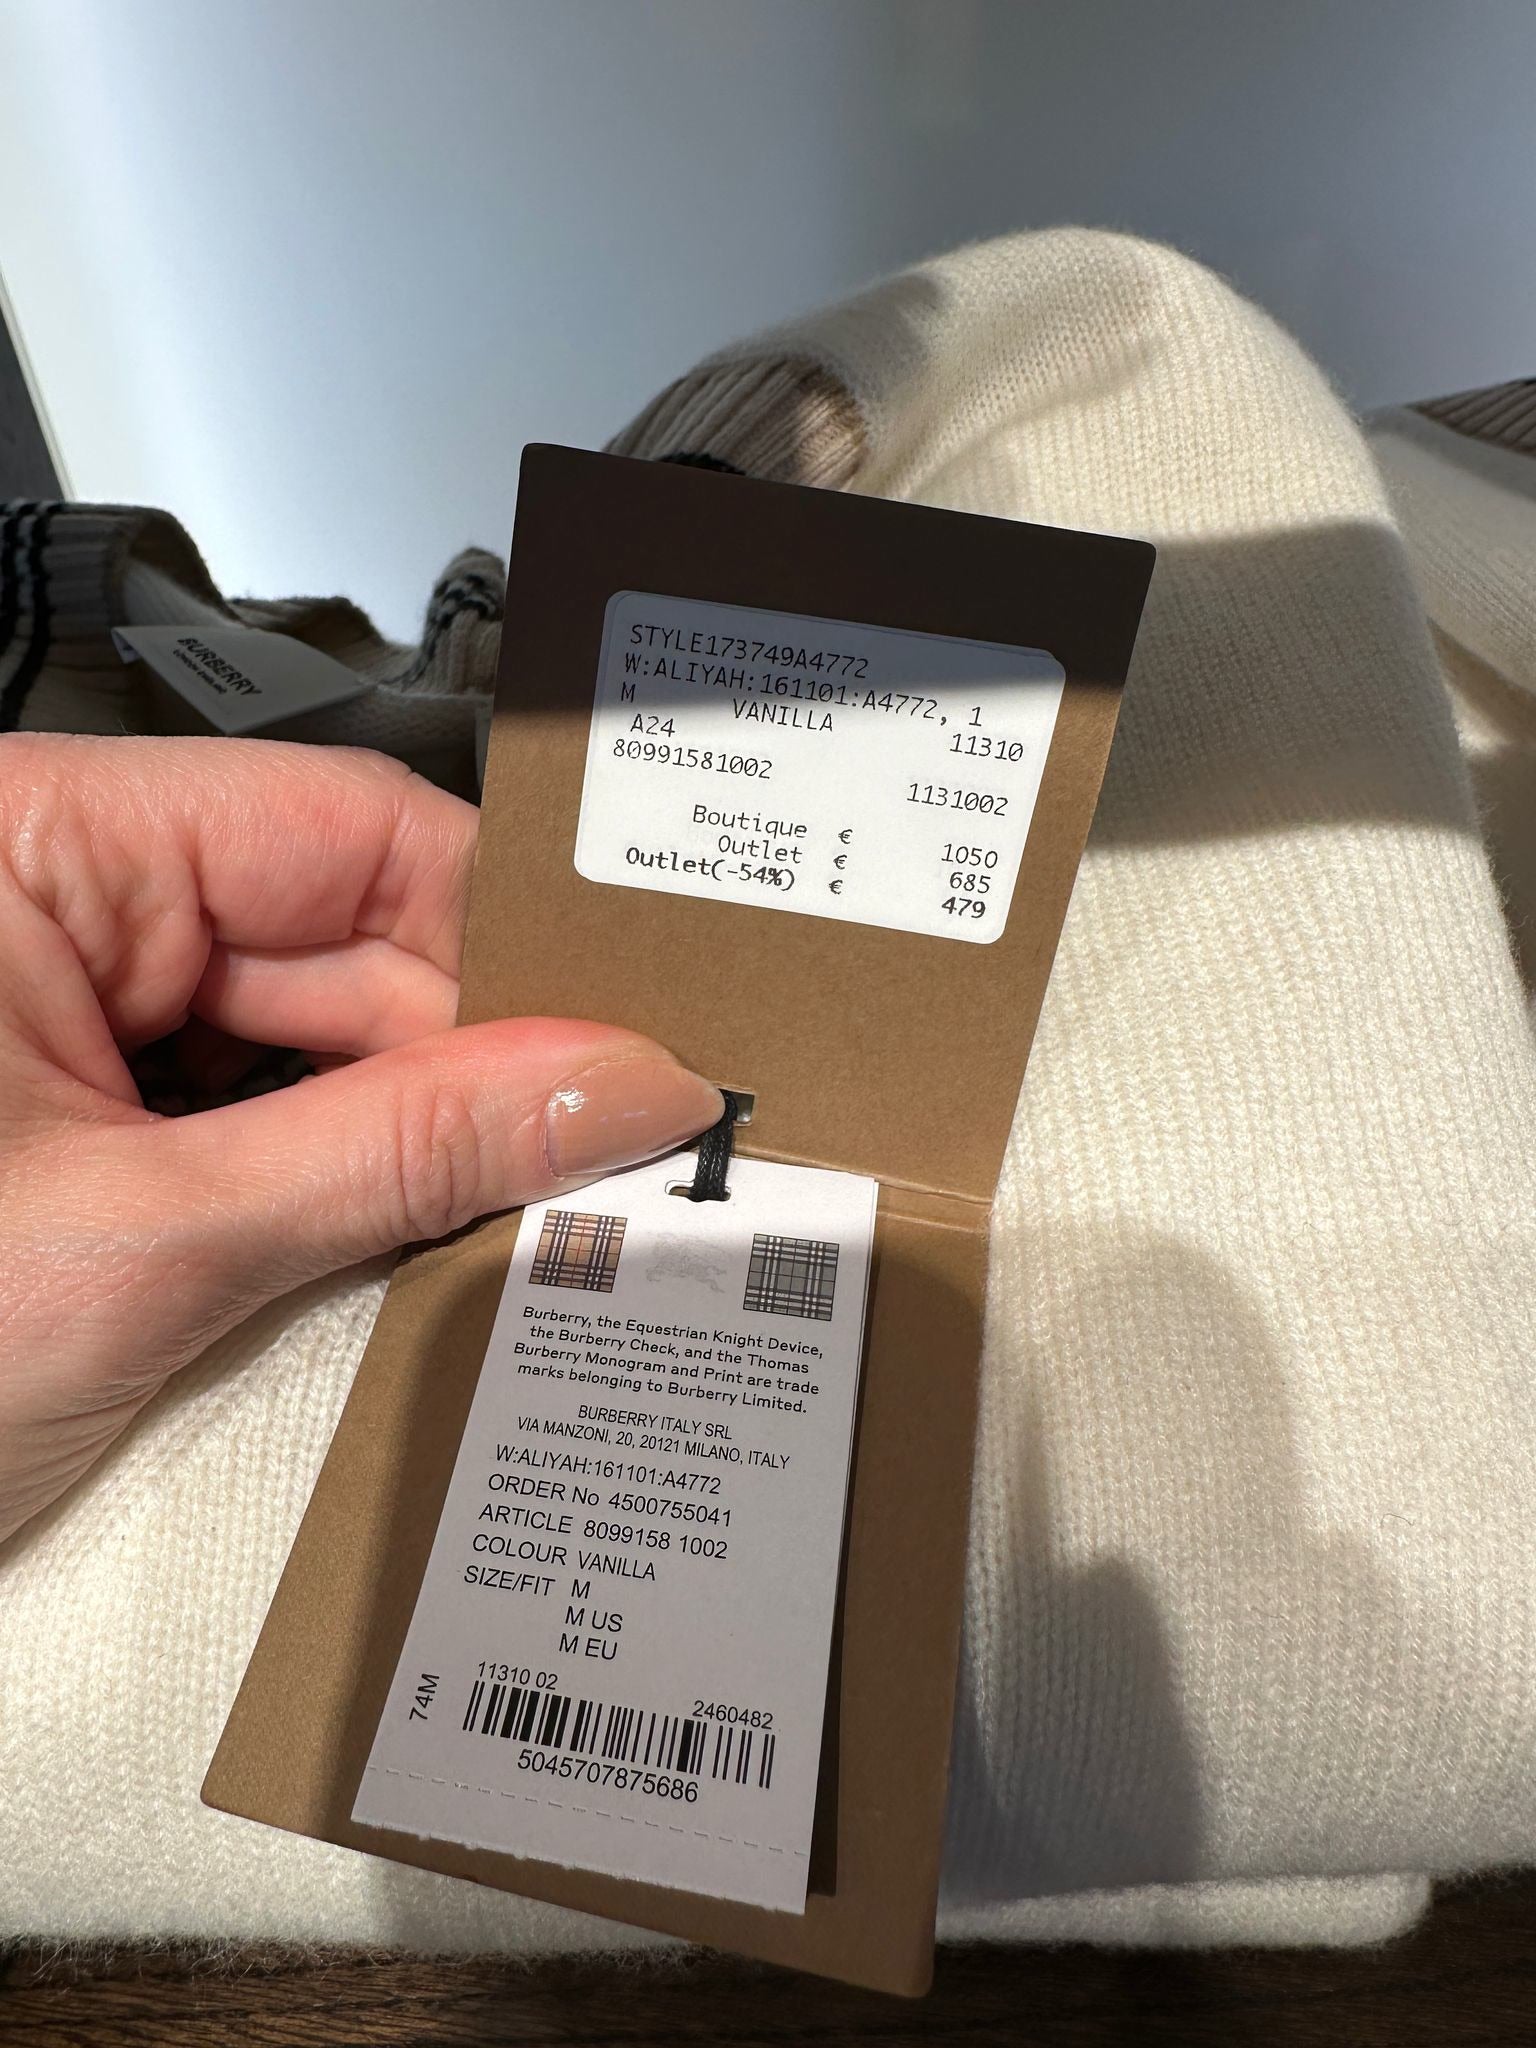 BURBERRY
LONDON ENGLAND
STYLE173749A4772
W:ALIYAH:161101:A4772, 1
M VANILLA 11310
A24
80991581002 1131002
Boutique € 1050
Outlet € 685
Outlet(-54%) € 479
Burberry, the Equestrian Knight Device,
the Burberry Check, and the Thomas
Burberry Monogram and Print are trade
marks belonging to Burberry Limited.
BURBERRY ITALY SRL
VIA MANZONI, 20, 20121 MILANO, ITALY
W:ALIYAH:161101:A4772
ORDER No 4500755041
ARTICLE 8099158 1002
COLOUR VANILLA
SIZE/FIT M
M US
M EU
74M
11310 02 2460482
5045707875686